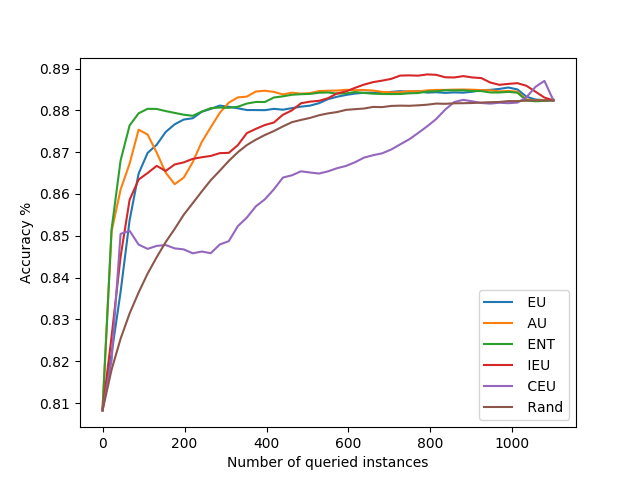 0.89
0.88
0.87
0.86
0.85
0.84
0.83
0.82
0.81
Accuracy %
0 200 400 600 800 1000
Number of queried instances
EU
AU
ENT
IEU
CEU
Rand